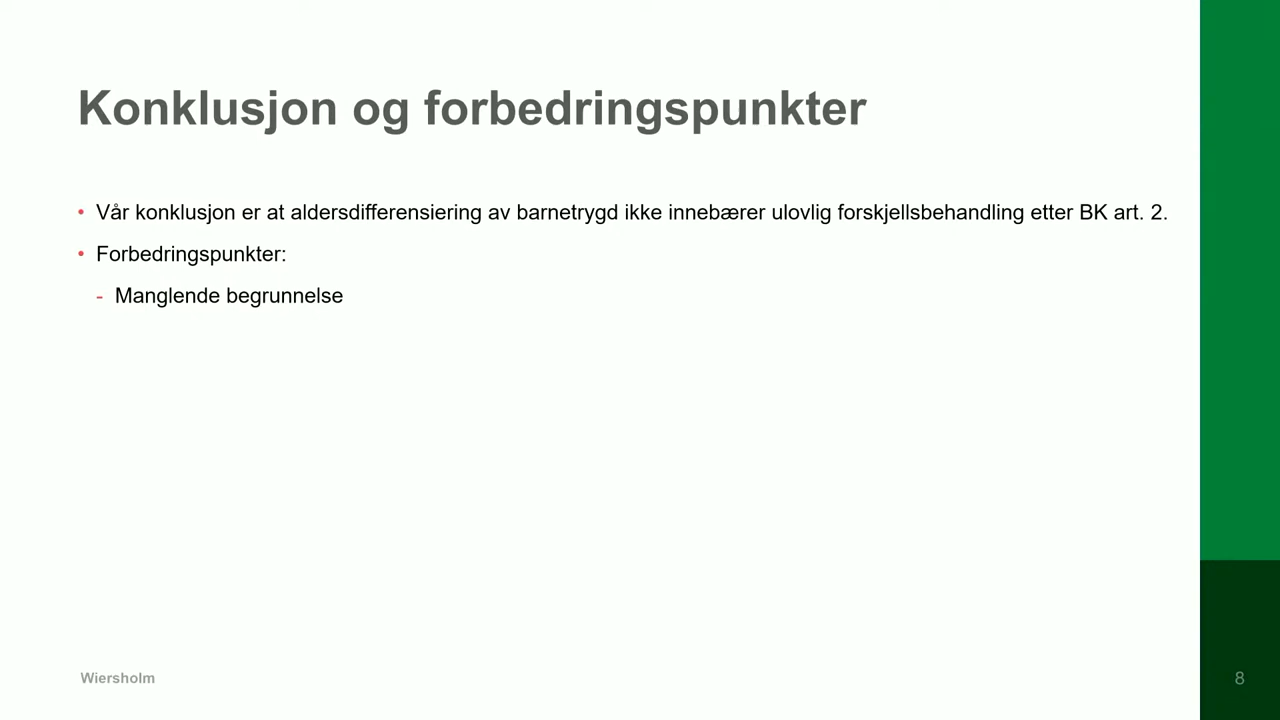 Konklusjon og forbedringspunkter
• Vår konklusjon er at aldersdifferensiering av barnetrygd ikke innebærer ulovlig forskjellsbehandling etter BK art. 2.
• Forbedringspunkter:
- Manglende begrunnelse
Wiersholm
8